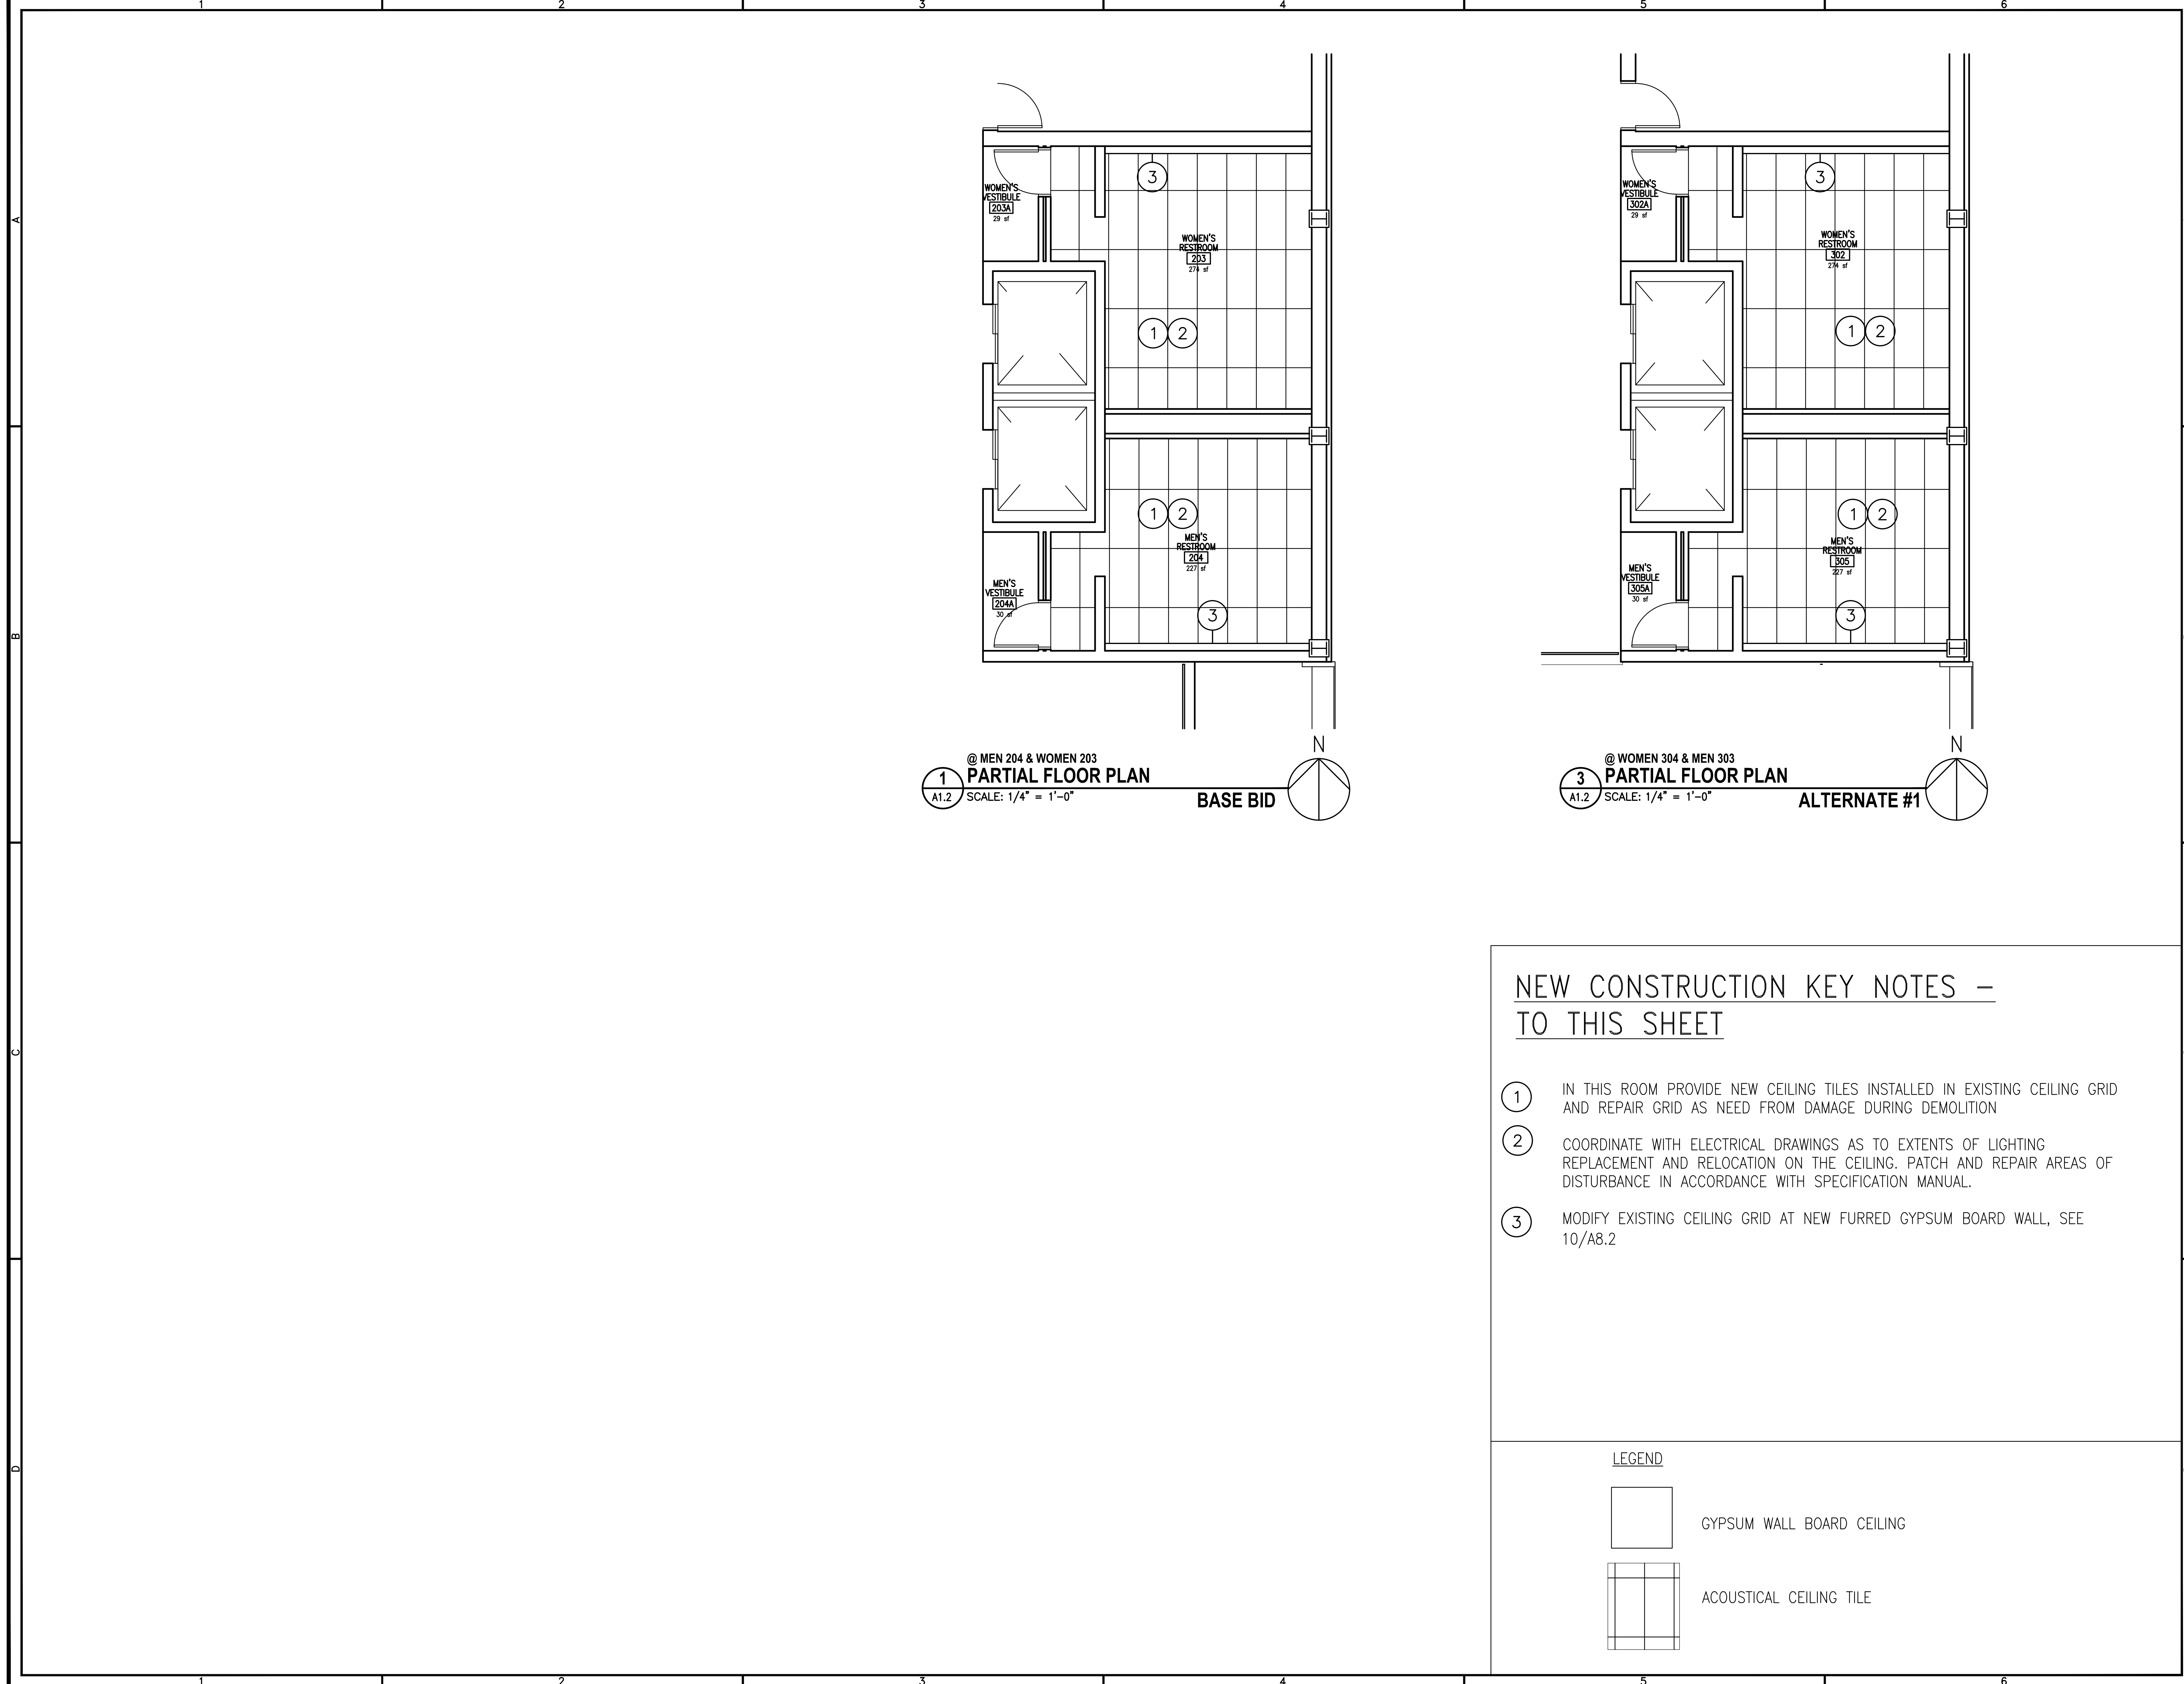 1 2 3 4 5 6
A
B
C
D
WOMEN'S
VESTIBULE
203A
29 sf
3
WOMEN'S
RESTROOM
203
274 sf
1 2
1 2
MEN'S
RESTROOM
204
227 sf
MEN'S
VESTIBULE
204A
30 sf
3
@ MEN 204 & WOMEN 203
1 PARTIAL FLOOR PLAN
A1.2 SCALE: 1/4" = 1'-0"
BASE BID
N
WOMEN'S
VESTIBULE
302A
29 sf
3
WOMEN'S
RESTROOM
302
274 sf
1 2
1 2
MEN'S
RESTROOM
305
227 sf
MEN'S
VESTIBULE
305A
30 sf
3
@ WOMEN 304 & MEN 303
3 PARTIAL FLOOR PLAN
A1.2 SCALE: 1/4" = 1'-0"
ALTERNATE #1
N
NEW CONSTRUCTION KEY NOTES –
TO THIS SHEET
1 IN THIS ROOM PROVIDE NEW CEILING TILES INSTALLED IN EXISTING CEILING GRID
AND REPAIR GRID AS NEED FROM DAMAGE DURING DEMOLITION
2 COORDINATE WITH ELECTRICAL DRAWINGS AS TO EXTENTS OF LIGHTING
REPLACEMENT AND RELOCATION ON THE CEILING. PATCH AND REPAIR AREAS OF
DISTURBANCE IN ACCORDANCE WITH SPECIFICATION MANUAL.
3 MODIFY EXISTING CEILING GRID AT NEW FURRED GYPSUM BOARD WALL, SEE
10/A8.2
LEGEND
GYPSUM WALL BOARD CEILING
ACOUSTICAL CEILING TILE
1 2 3 4 5 6